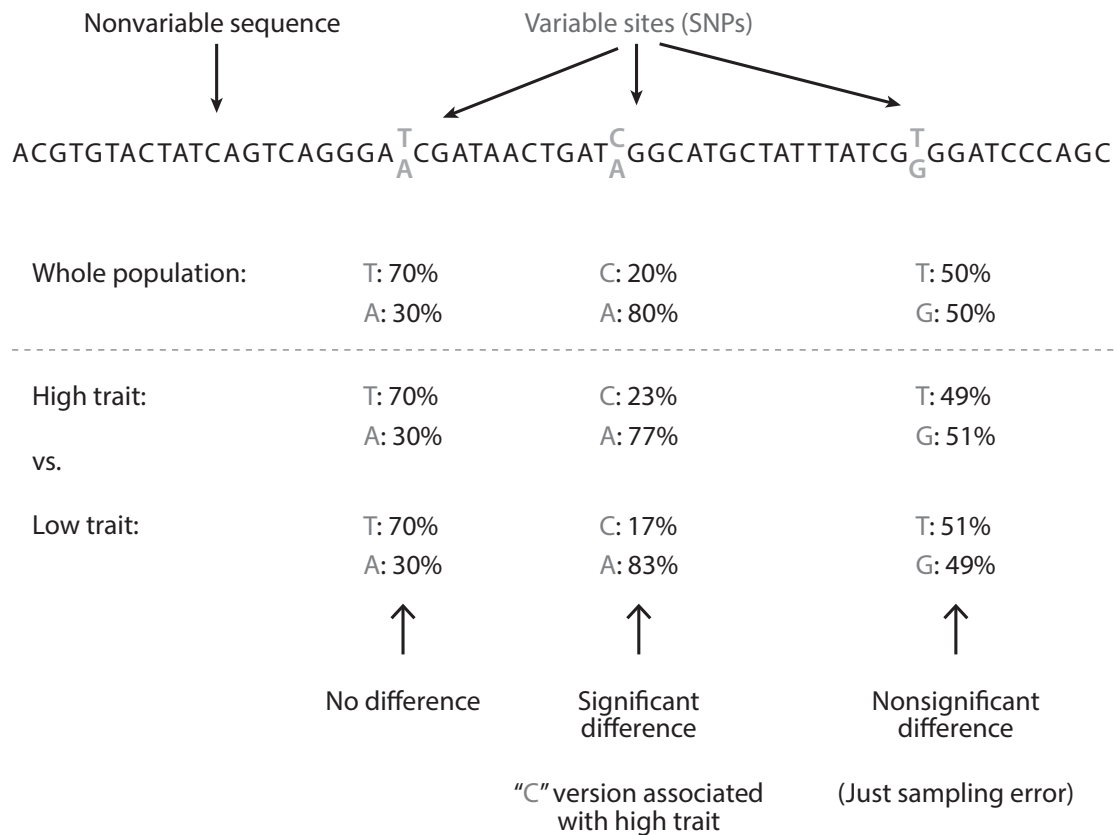 Nonvariable sequence Variable sites (SNPs)
T C T
ACGTGTACTATCAGTCAGGGA CGATAACTGAT GGCATGCTATTTATCG GGATCCCAGC
A A G
Whole population: T: 70% C: 20% T: 50%
A: 30% A: 80% G: 50%
High trait: T: 70% C: 23% T: 49%
A: 30% A: 77% G: 51%
vs.
Low trait: T: 70% C: 17% T: 51%
A: 30% A: 83% G: 49%
No difference Significant Nonsignificant
difference difference
“C” version associated (Just sampling error)
with high trait